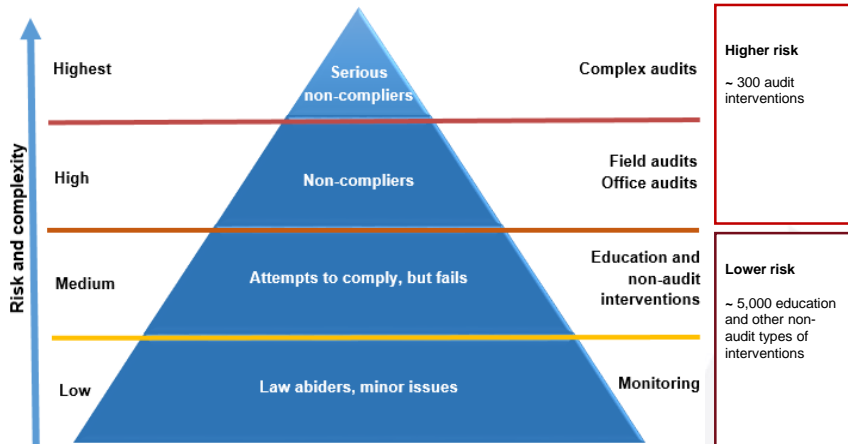 Risk and complexity
Highest
Serious
non-compliers
Complex audits
High
Non-compliers
Field audits
Office audits
Medium
Attempts to comply, but fails
Education and
non-audit
interventions
Low
Law abiders, minor issues
Monitoring
Higher risk
~ 300 audit
interventions
Lower risk
~ 5,000 education
and other non-
audit types of
interventions